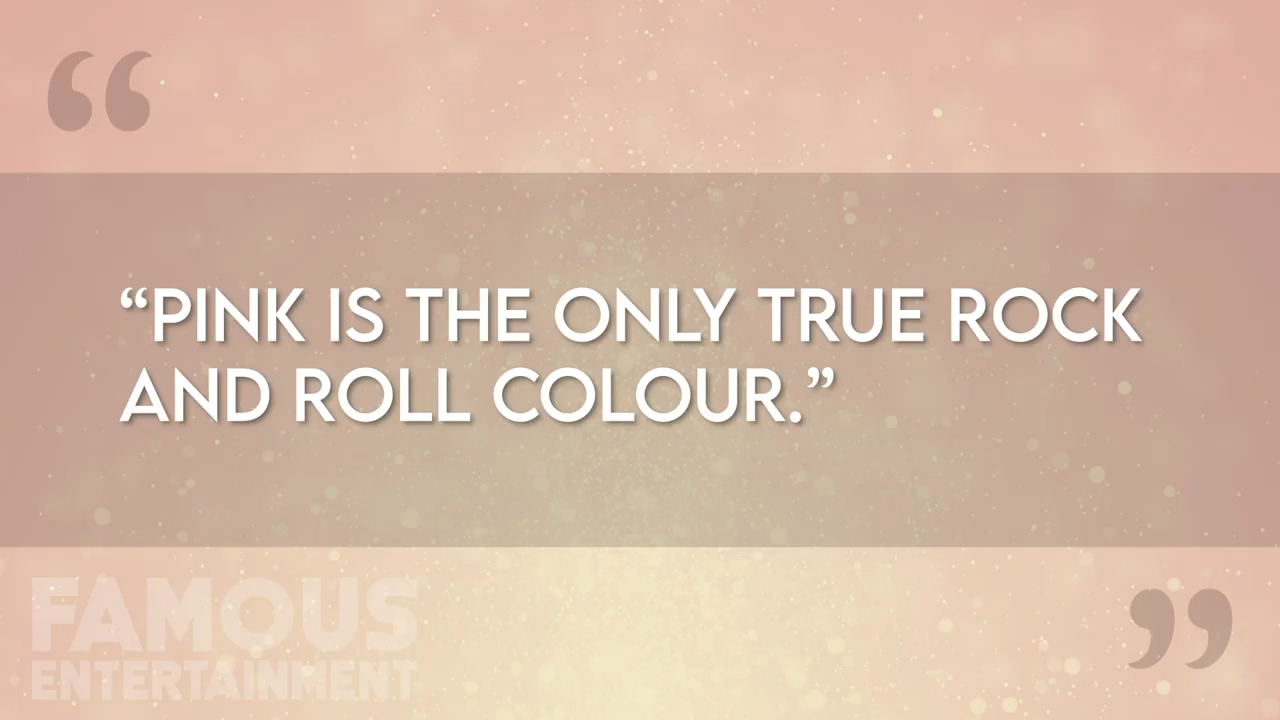 “PINK IS THE ONLY TRUE ROCK
AND ROLL COLOUR.”
FAMOUS
ENTERTAINMENT